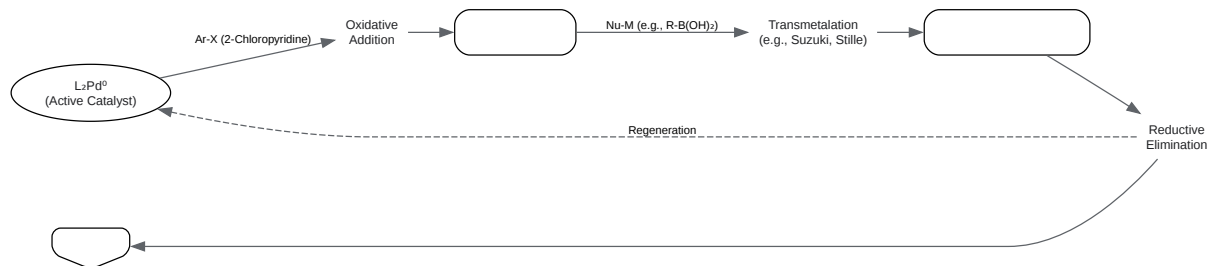 Ar-X (2-Chloropyridine)
Oxidative
Addition
Nu-M (e.g., R-B(OH)₂)
Transmetalation
(e.g., Suzuki, Stille)
L₂Pd⁰
(Active Catalyst)
Regeneration
Reductive
Elimination